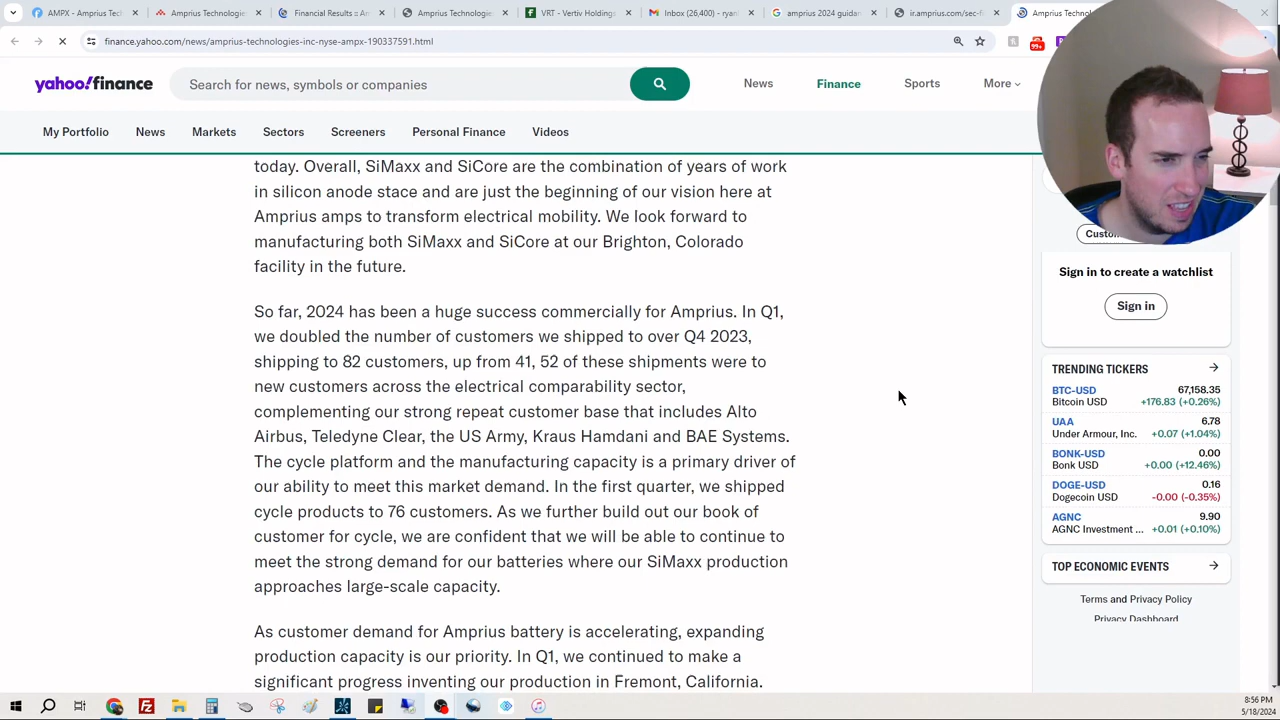 AMPX - Amprius Technologies
Amprius Technologies
Financial Results Am
Amprius Technologies
VRT - Vertiv Holdings
Inbox (26,409) - ryan
amprius 2024 guidan
ir.amprius.com/sec-f
Amprius Technol
finance.yahoo.com/news/amprius-technologies-inc-nyse-ampx-
00337591.html
99+
yahoo!finance
Search for news, symbols or companies
News
Finance
Sports
More
My Portfolio
News
Markets
Sectors
Screeners
Personal Finance
Videos
today. Overall, SiMaxx and SiCore are the combination of years of work
in silicon anode stace and are just the beginning of our vision here at
Amprius amps to transform electrical mobility. We look forward to
manufacturing both SiMaxx and SiCore at our Brighton, Colorado
facility in the future.
So far, 2024 has been a huge success commercially for Amprius. In Q1,
we doubled the number of customers we shipped to over Q4 2023,
shipping to 82 customers, up from 41, 52 of these shipments were to
new customers across the electrical comparability sector,
complementing our strong repeat customer base that includes Alto
Airbus, Teledyne Clear, the US Army, Kraus Hamdani and BAE Systems.
The cycle platform and the manufacturing capacity is a primary driver of
our ability to meet this market demand. In the first quarter, we shipped
cycle products to 76 customers. As we further build out our book of
customer for cycle, we are confident that we will be able to continue to
meet the strong demand for our batteries where our SiMaxx production
approaches large-scale capacity.
As customer demand for Amprius battery is accelerating, expanding
production capacity is our priority. In Q1, we continued to make a
significant progress inventing our production in Fremont, California.
Custo
Sign in to create a watchlist
Sign in
TRENDING TICKERS
BTC-USD 67,158.35
Bitcoin USD +176.83 (+0.26%)
UAA 6.78
Under Armour, Inc. +0.07 (+1.04%)
BONK-USD 0.00
Bonk USD +0.00 (+12.46%)
DOGE-USD 0.16
Dogecoin USD -0.00 (-0.35%)
AGNC 9.90
AGNC Investment ... +0.01 (+0.10%)
TOP ECONOMIC EVENTS
Terms and Privacy Policy
Privacy Dashboard
8:56 PM
5/18/2024